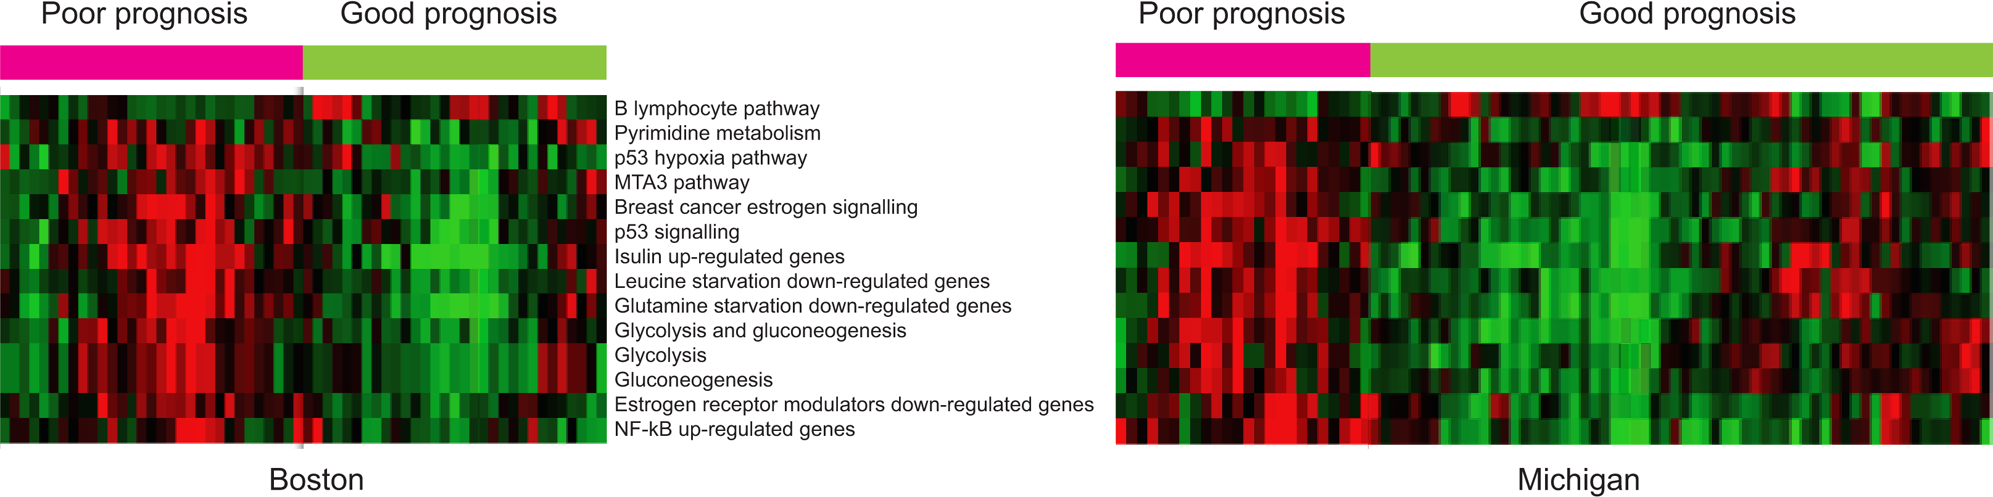 Poor prognosis
Good prognosis
Poor prognosis
Good prognosis
B lymphocyte pathway
Pyrimidine metabolism
p53 hypoxia pathway
MTA3 pathway
Breast cancer estrogen signalling
p53 signalling
Isulin up-regulated genes
Leucine starvation down-regulated genes
Glutamine starvation down-regulated genes
Glycolysis and gluconeogenesis
Glycolysis
Gluconeogenesis
Estrogen receptor modulators down-regulated genes
NF-kB up-regulated genes
Boston
Michigan